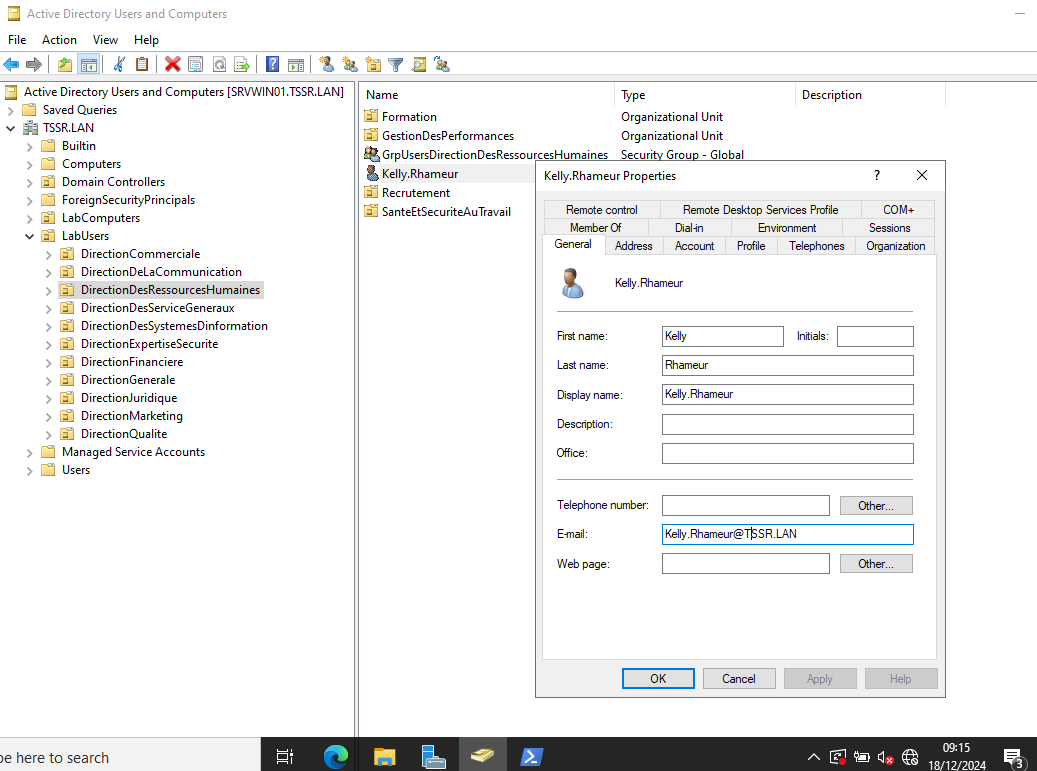 Active Directory Users and Computers
File Action View Help
Active Directory Users and Computers [SRVWIN01.TSSR.LAN]
Saved Queries
TSSR.LAN
Builtin
Computers
Domain Controllers
ForeignSecurityPrincipals
LabComputers
LabUsers
DirectionCommerciale
DirectionDeLaCommunication
DirectionDesRessourcesHumaines
DirectionDesServiceGeneraux
DirectionDesSystemesDinformation
DirectionExpertiseSecurite
DirectionFinanciere
DirectionGenerale
DirectionJuridique
DirectionMarketing
DirectionQualite
Managed Service Accounts
Users
Name Type Description
Formation Organizational Unit
GestionDesPerformances Organizational Unit
GrpUsersDirectionDesRessourcesHumaines Security Group - Global
Kelly.Rhameur
Recrutement
SanteEtSecuriteAuTravail
Kelly.Rhameur Properties ?
Remote control Remote Desktop Services Profile COM+
Member Of Dial-in Environment Sessions
General Address Account Profile Telephones Organization
Kelly.Rhameur
First name: Kelly Initials:
Last name: Rhameur
Display name: Kelly.Rhameur
Description:
Office:
Telephone number: Other...
E-mail: Kelly.Rhameur@TSSR.LAN
Web page: Other...
OK Cancel Apply Help
pe here to search
09:15
18/12/2024
3